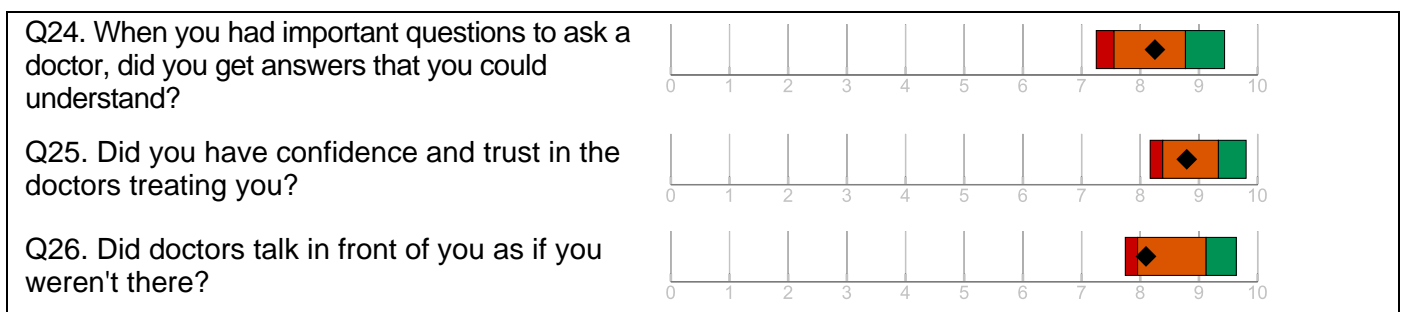 Q24. When you had important questions to ask a
doctor, did you get answers that you could
understand?
0 1 2 3 4 5 6 7 8 9 10
Q25. Did you have confidence and trust in the
doctors treating you?
0 1 2 3 4 5 6 7 8 9 10
Q26. Did doctors talk in front of you as if you
weren't there?
0 1 2 3 4 5 6 7 8 9 10